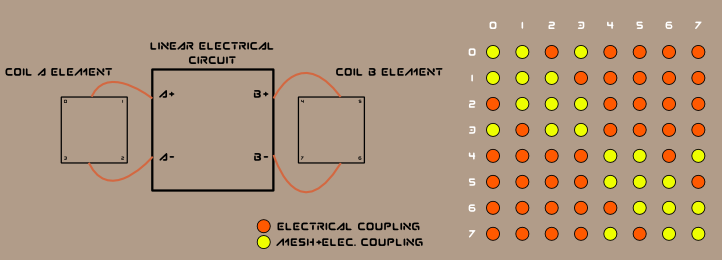 LINEAR ELECTRICAL
CIRCUIT
COIL A ELEMENT
COIL B ELEMENT
A+
B+
A-
B-
0 1
3 2
4 5
7 6
ELECTRICAL COUPLING
MESH+ELEC. COUPLING
0 1 2 3 4 5 6 7
0
1
2
3
4
5
6
7